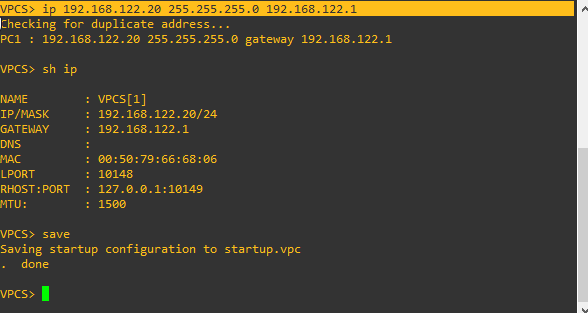 VPCS> ip 192.168.122.20 255.255.255.0 192.168.122.1
Checking for duplicate address...
PC1 : 192.168.122.20 255.255.255.0 gateway 192.168.122.1
VPCS> sh ip
NAME        : VPCS[1]
IP/MASK     : 192.168.122.20/24
GATEWAY     : 192.168.122.1
DNS         :
MAC         : 00:50:79:66:68:06
LPORT       : 10148
RHOST:PORT  : 127.0.0.1:10149
MTU:        : 1500
VPCS> save
Saving startup configuration to startup.vpc
.  done
VPCS>